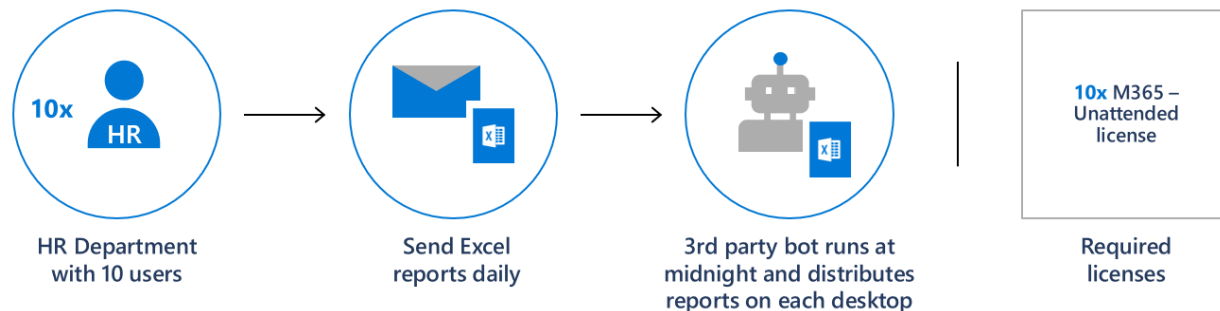 10x
HR
X
X
10x M365 –
Unattended
license
HR Department
with 10 users
Send Excel
reports daily
3rd party bot runs at
midnight and distributes
reports on each desktop
Required
licenses